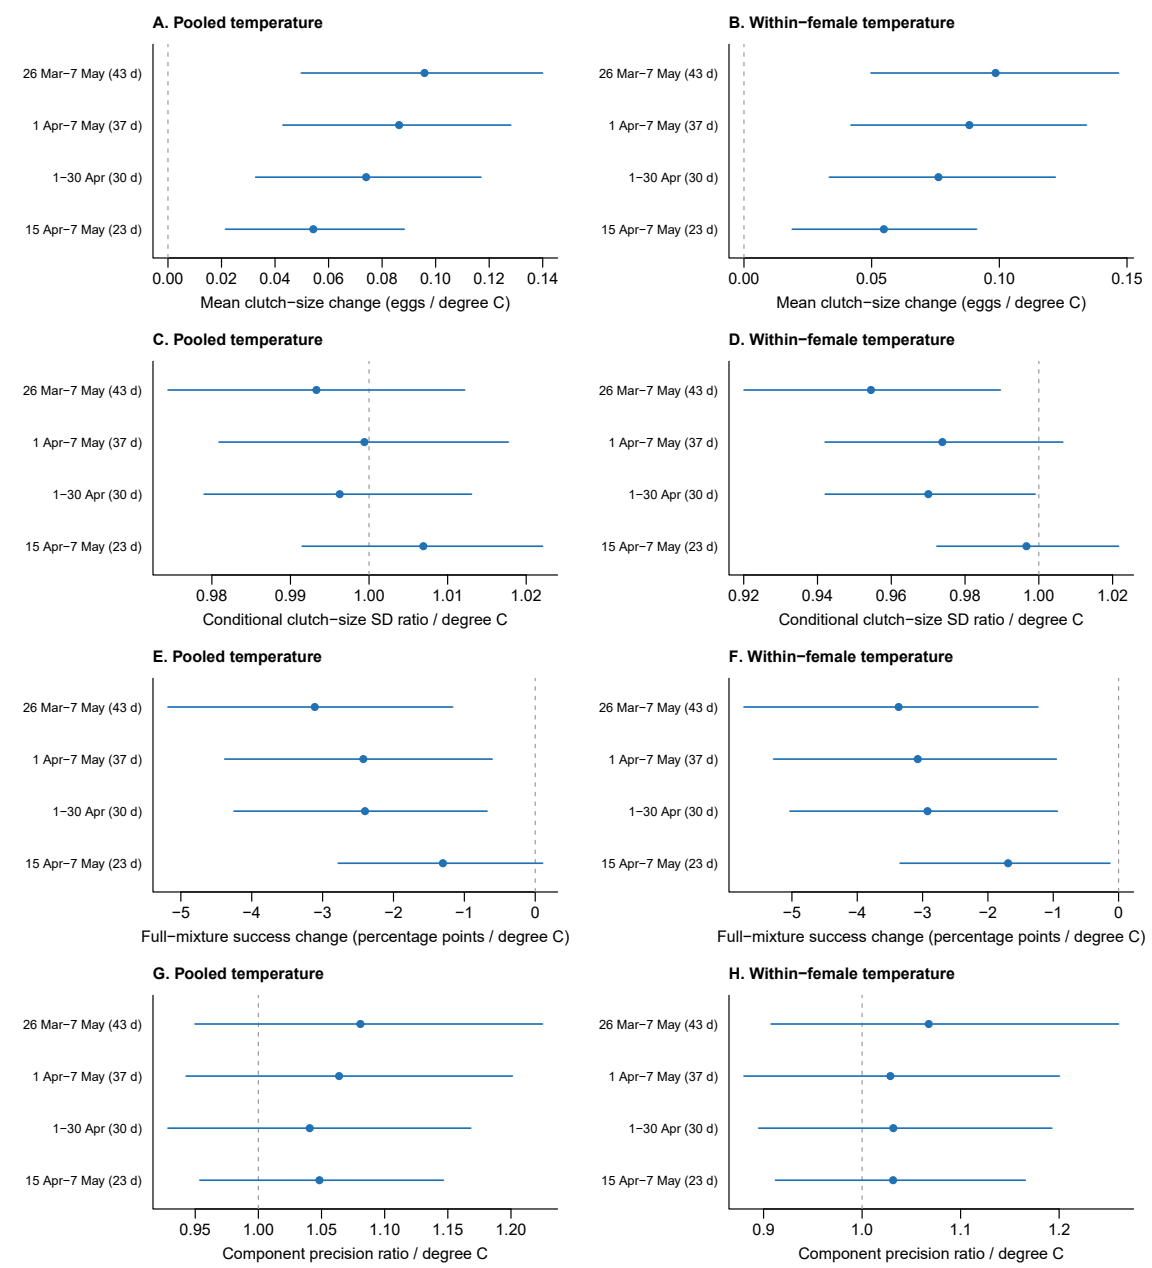 A. Pooled temperature
26 Mar−7 May (43 d)
1 Apr−7 May (37 d)
1−30 Apr (30 d)
15 Apr−7 May (23 d)
0.00 0.02 0.04 0.06 0.08 0.10 0.12 0.14
Mean clutch−size change (eggs / degree C)
B. Within−female temperature
26 Mar−7 May (43 d)
1 Apr−7 May (37 d)
1−30 Apr (30 d)
15 Apr−7 May (23 d)
0.00 0.05 0.10 0.15
Mean clutch−size change (eggs / degree C)
C. Pooled temperature
26 Mar−7 May (43 d)
1 Apr−7 May (37 d)
1−30 Apr (30 d)
15 Apr−7 May (23 d)
0.98 0.99 1.00 1.01 1.02
Conditional clutch−size SD ratio / degree C
D. Within−female temperature
26 Mar−7 May (43 d)
1 Apr−7 May (37 d)
1−30 Apr (30 d)
15 Apr−7 May (23 d)
0.92 0.94 0.96 0.98 1.00 1.02
Conditional clutch−size SD ratio / degree C
E. Pooled temperature
26 Mar−7 May (43 d)
1 Apr−7 May (37 d)
1−30 Apr (30 d)
15 Apr−7 May (23 d)
−5 −4 −3 −2 −1 0
Full−mixture success change (percentage points / degree C)
F. Within−female temperature
26 Mar−7 May (43 d)
1 Apr−7 May (37 d)
1−30 Apr (30 d)
15 Apr−7 May (23 d)
−5 −4 −3 −2 −1 0
Full−mixture success change (percentage points / degree C)
G. Pooled temperature
26 Mar−7 May (43 d)
1 Apr−7 May (37 d)
1−30 Apr (30 d)
15 Apr−7 May (23 d)
0.95 1.00 1.05 1.10 1.15 1.20
Component precision ratio / degree C
H. Within−female temperature
26 Mar−7 May (43 d)
1 Apr−7 May (37 d)
1−30 Apr (30 d)
15 Apr−7 May (23 d)
0.9 1.0 1.1 1.2
Component precision ratio / degree C